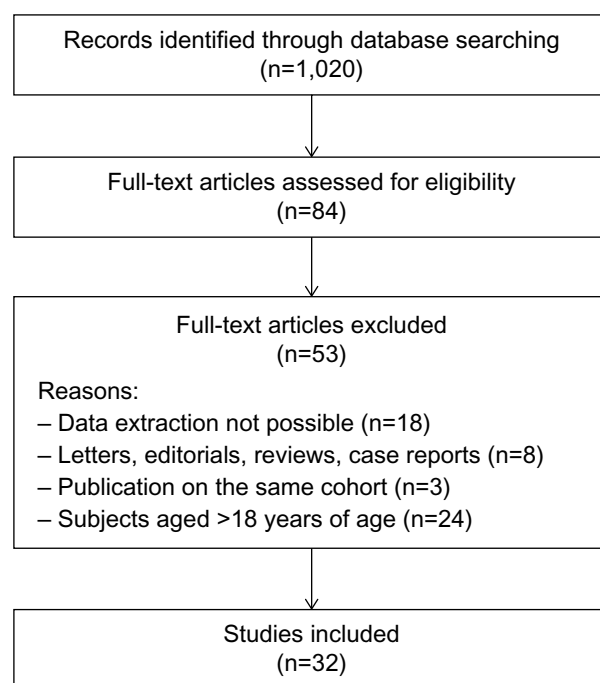 Records identified through database searching
(n=1,020)
Full-text articles assessed for eligibility
(n=84)
Full-text articles excluded
(n=53)
Reasons:
– Data extraction not possible (n=18)
– Letters, editorials, reviews, case reports (n=8)
– Publication on the same cohort (n=3)
– Subjects aged >18 years of age (n=24)
Studies included
(n=32)